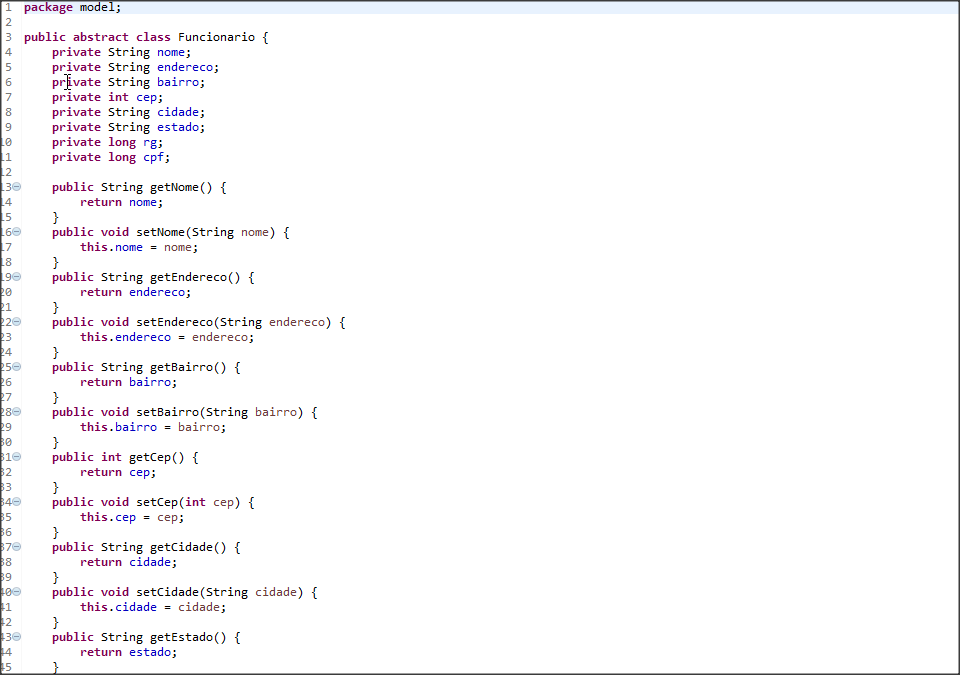 1 package model;
2
3 public abstract class Funcionario {
4 private String nome;
5 private String endereco;
6 private String bairro;
7 private int cep;
8 private String cidade;
9 private String estado;
10 private long rg;
11 private long cpf;
12
13 public String getNome() {
14 return nome;
15 }
16 public void setNome(String nome) {
17 this.nome = nome;
18 }
19 public String getEndereco() {
20 return endereco;
21 }
22 public void setEndereco(String endereco) {
23 this.endereco = endereco;
24 }
25 public String getBairro() {
26 return bairro;
27 }
28 public void setBairro(String bairro) {
29 this.bairro = bairro;
30 }
31 public int getCep() {
32 return cep;
33 }
34 public void setCep(int cep) {
35 this.cep = cep;
36 }
37 public String getCidade() {
38 return cidade;
39 }
40 public void setCidade(String cidade) {
41 this.cidade = cidade;
42 }
43 public String getEstado() {
44 return estado;
45 }